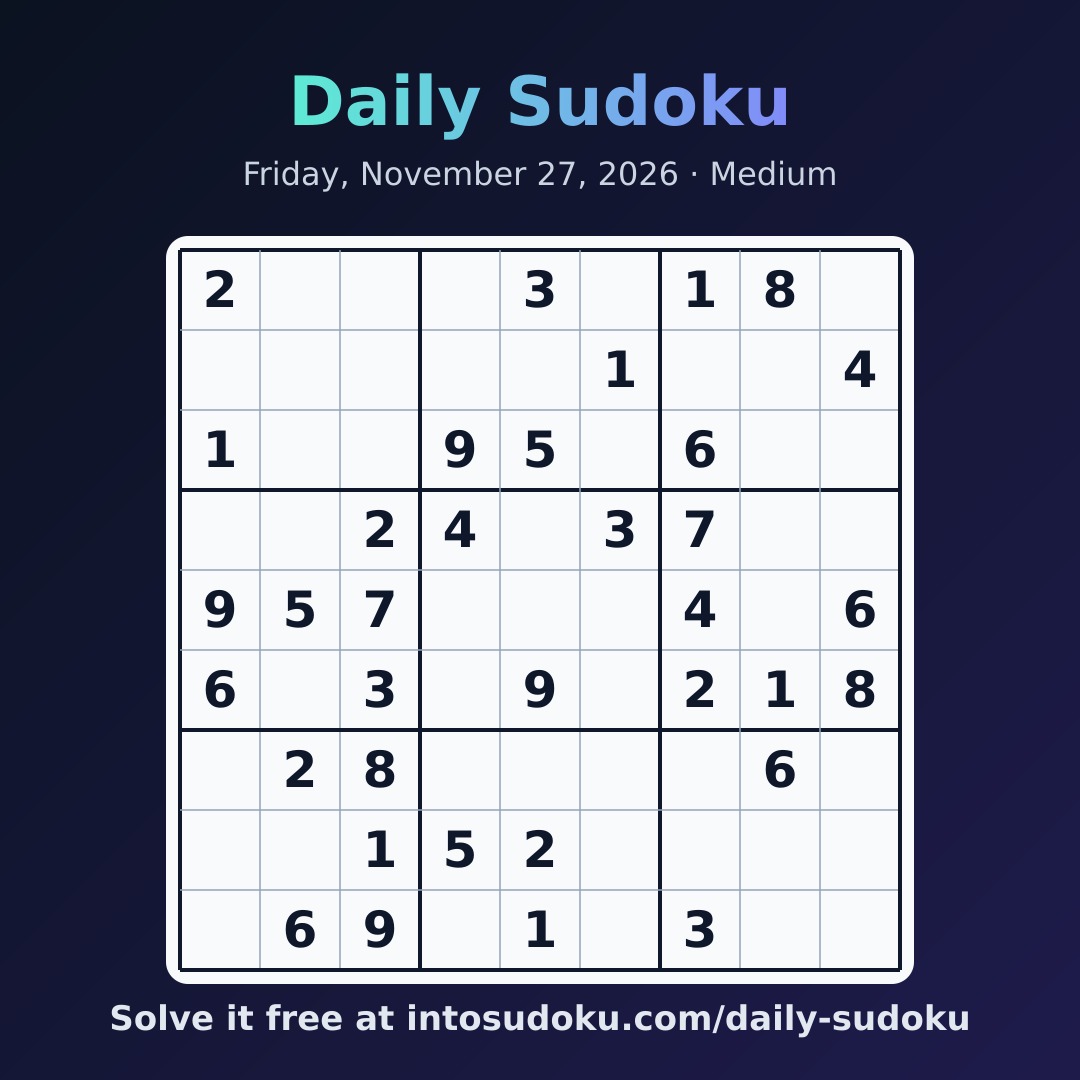 Daily Sudoku
Friday, November 27, 2026 · Medium
2 3 1 8
1 4
1 9 5 6
2 4 3 7
9 5 7 4 6
6 3 9 2 1 8
2 8 6
1 5 2
6 9 1 3
Solve it free at intosudoku.com/daily-sudoku